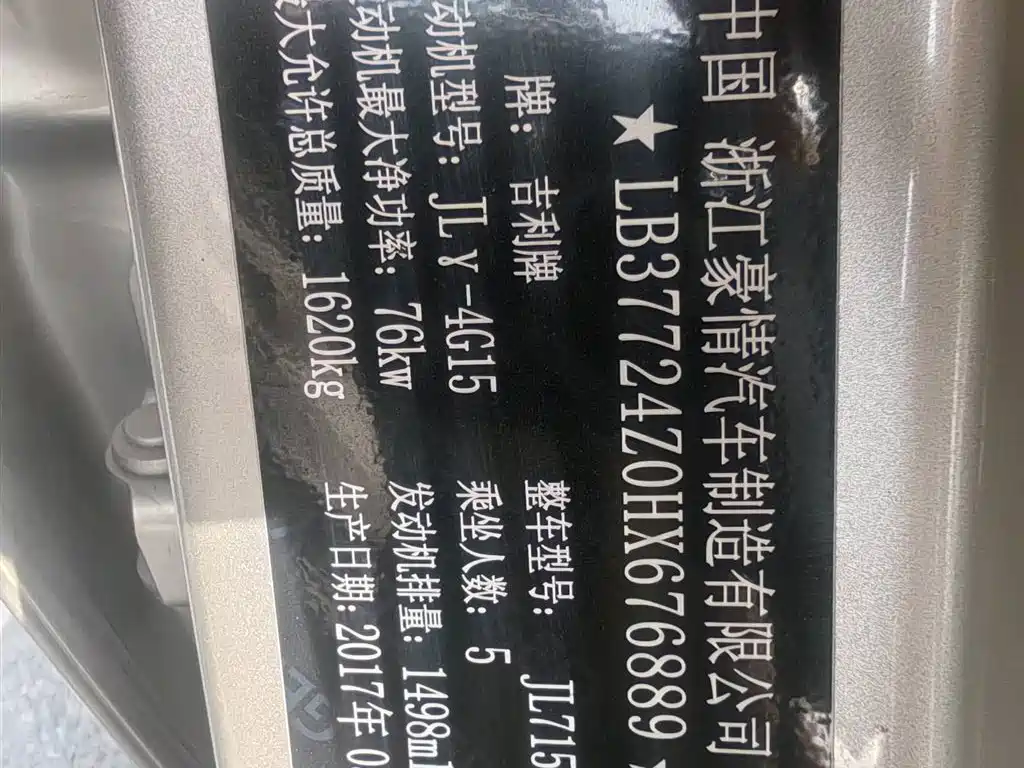 中国 浙江豪情汽车制造有限公司
★ LB37724Z0HX676889
牌: 吉利牌 整车型号: JL715
动机型号: JLγ-4G15 乘坐人数: 5
动机最大净功率: 76kw 发动机排量: 1498m
大允许总质量: 1620kg 生产日期: 2017年 0